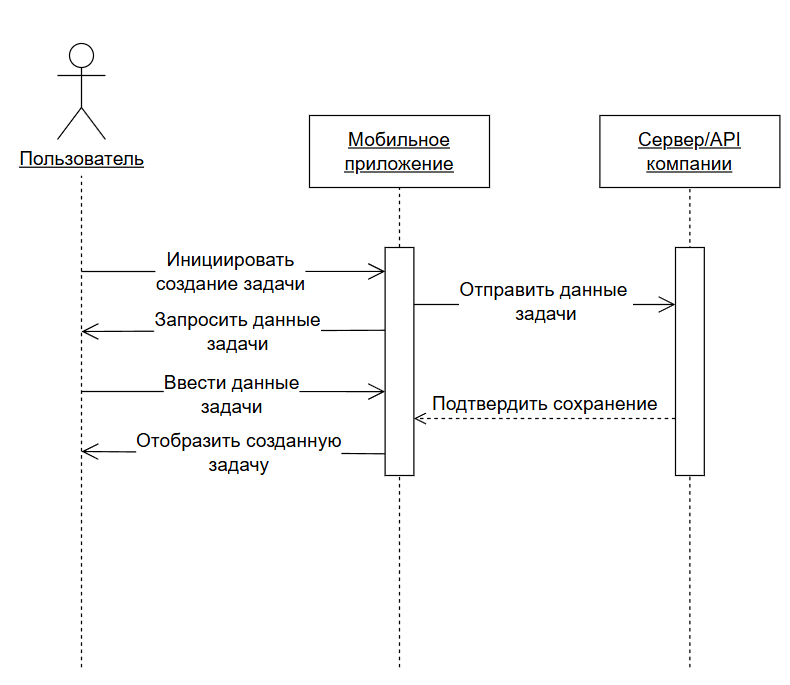 Пользователь
Мобильное
приложение
Сервер/API
компании
Инициировать
создание задачи
Отправить данные
задачи
Запросить данные
задачи
Ввести данные
задачи
Подтвердить сохранение
Отобразить созданную
задачу